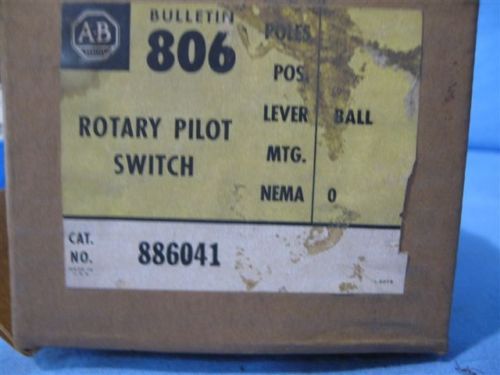 A-B
BULLETIN
806
ROTARY PILOT
SWITCH
POLES
POS.
LEVER BALL
MTG.
NEMA 0
CAT.
NO. 886041